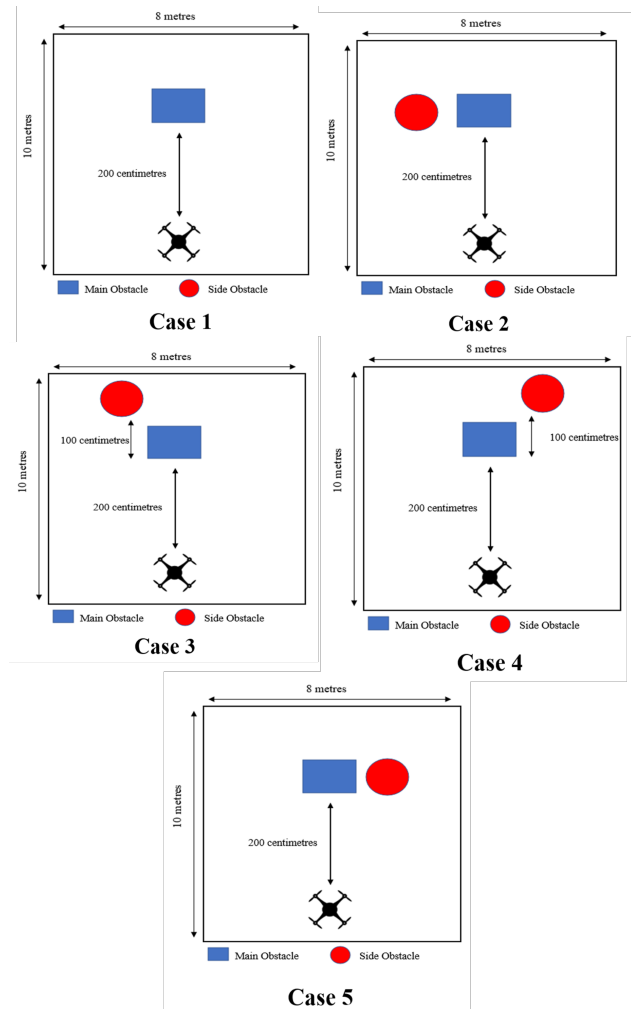 8 metres
10 metres
200 centimetres
Main Obstacle
Side Obstacle
Case 1
8 metres
10 metres
200 centimetres
Main Obstacle
Side Obstacle
Case 2
8 metres
10 metres
100 centimetres
200 centimetres
Main Obstacle
Side Obstacle
Case 3
8 metres
10 metres
100 centimetres
200 centimetres
Main Obstacle
Side Obstacle
Case 4
8 metres
10 metres
200 centimetres
Main Obstacle
Side Obstacle
Case 5